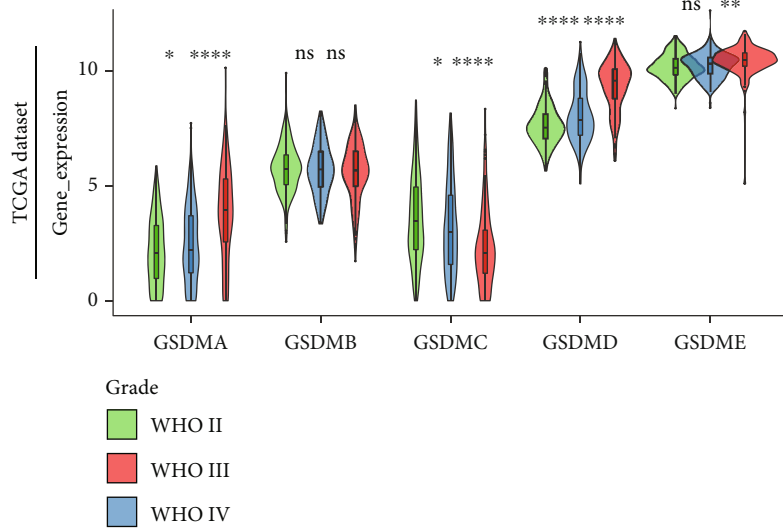 ns **
* **** ns ns * **** **** ****
10
5
0
TCGA dataset
Gene_expression
GSDMA GSDMB GSDMC GSDMD GSDME
Grade
WHO II
WHO III
WHO IV